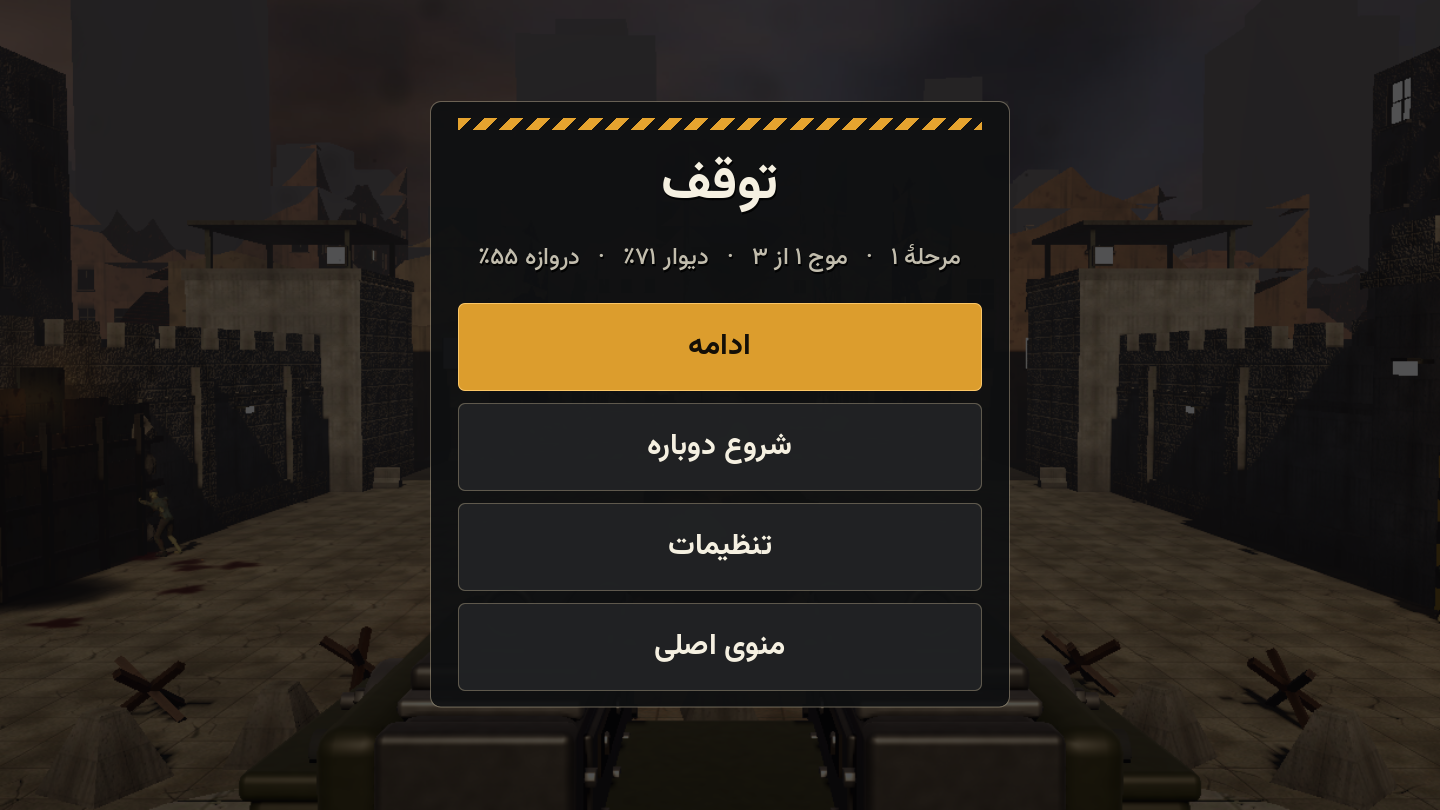 توقف
مرحلهٔ ۱ · موج ۱ از ۳ · دیوار ۷۱٪ · دروازه ۵۵٪
ادامه
شروع دوباره
تنظیمات
منوی اصلی